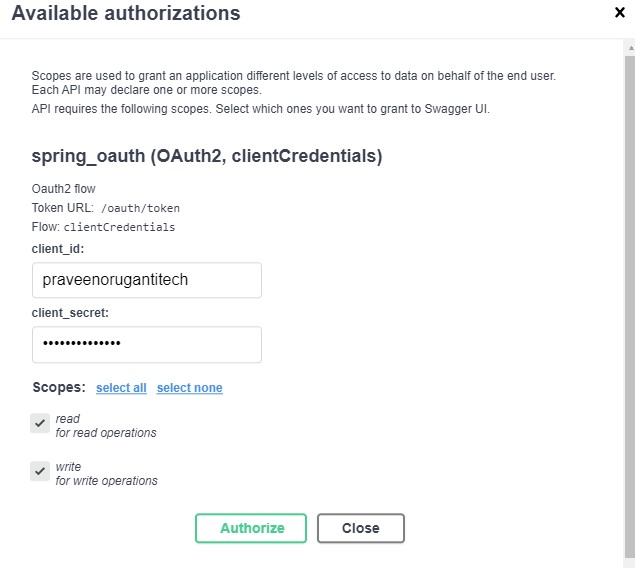 Available authorizations
Scopes are used to grant an application different levels of access to data on behalf of the end user.
Each API may declare one or more scopes.
API requires the following scopes. Select which ones you want to grant to Swagger UI.
spring_oauth (OAuth2, clientCredentials)
Oauth2 flow
Token URL: /oauth/token
Flow: clientCredentials
client_id:
praveenorugantitech
client_secret:
••••••••••••••
Scopes: select all select none
read
for read operations
write
for write operations
Authorize Close